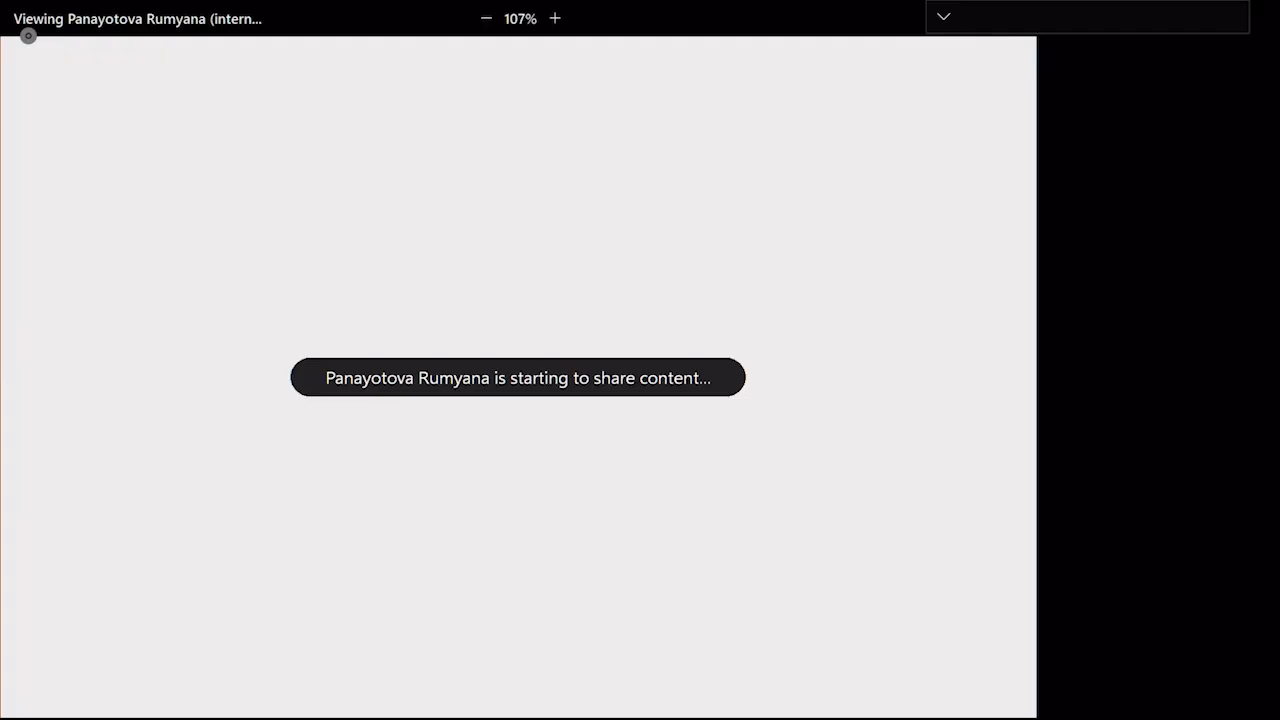 Viewing Panayotova Rumyana (intern...
107%
Panayotova Rumyana is starting to share content...